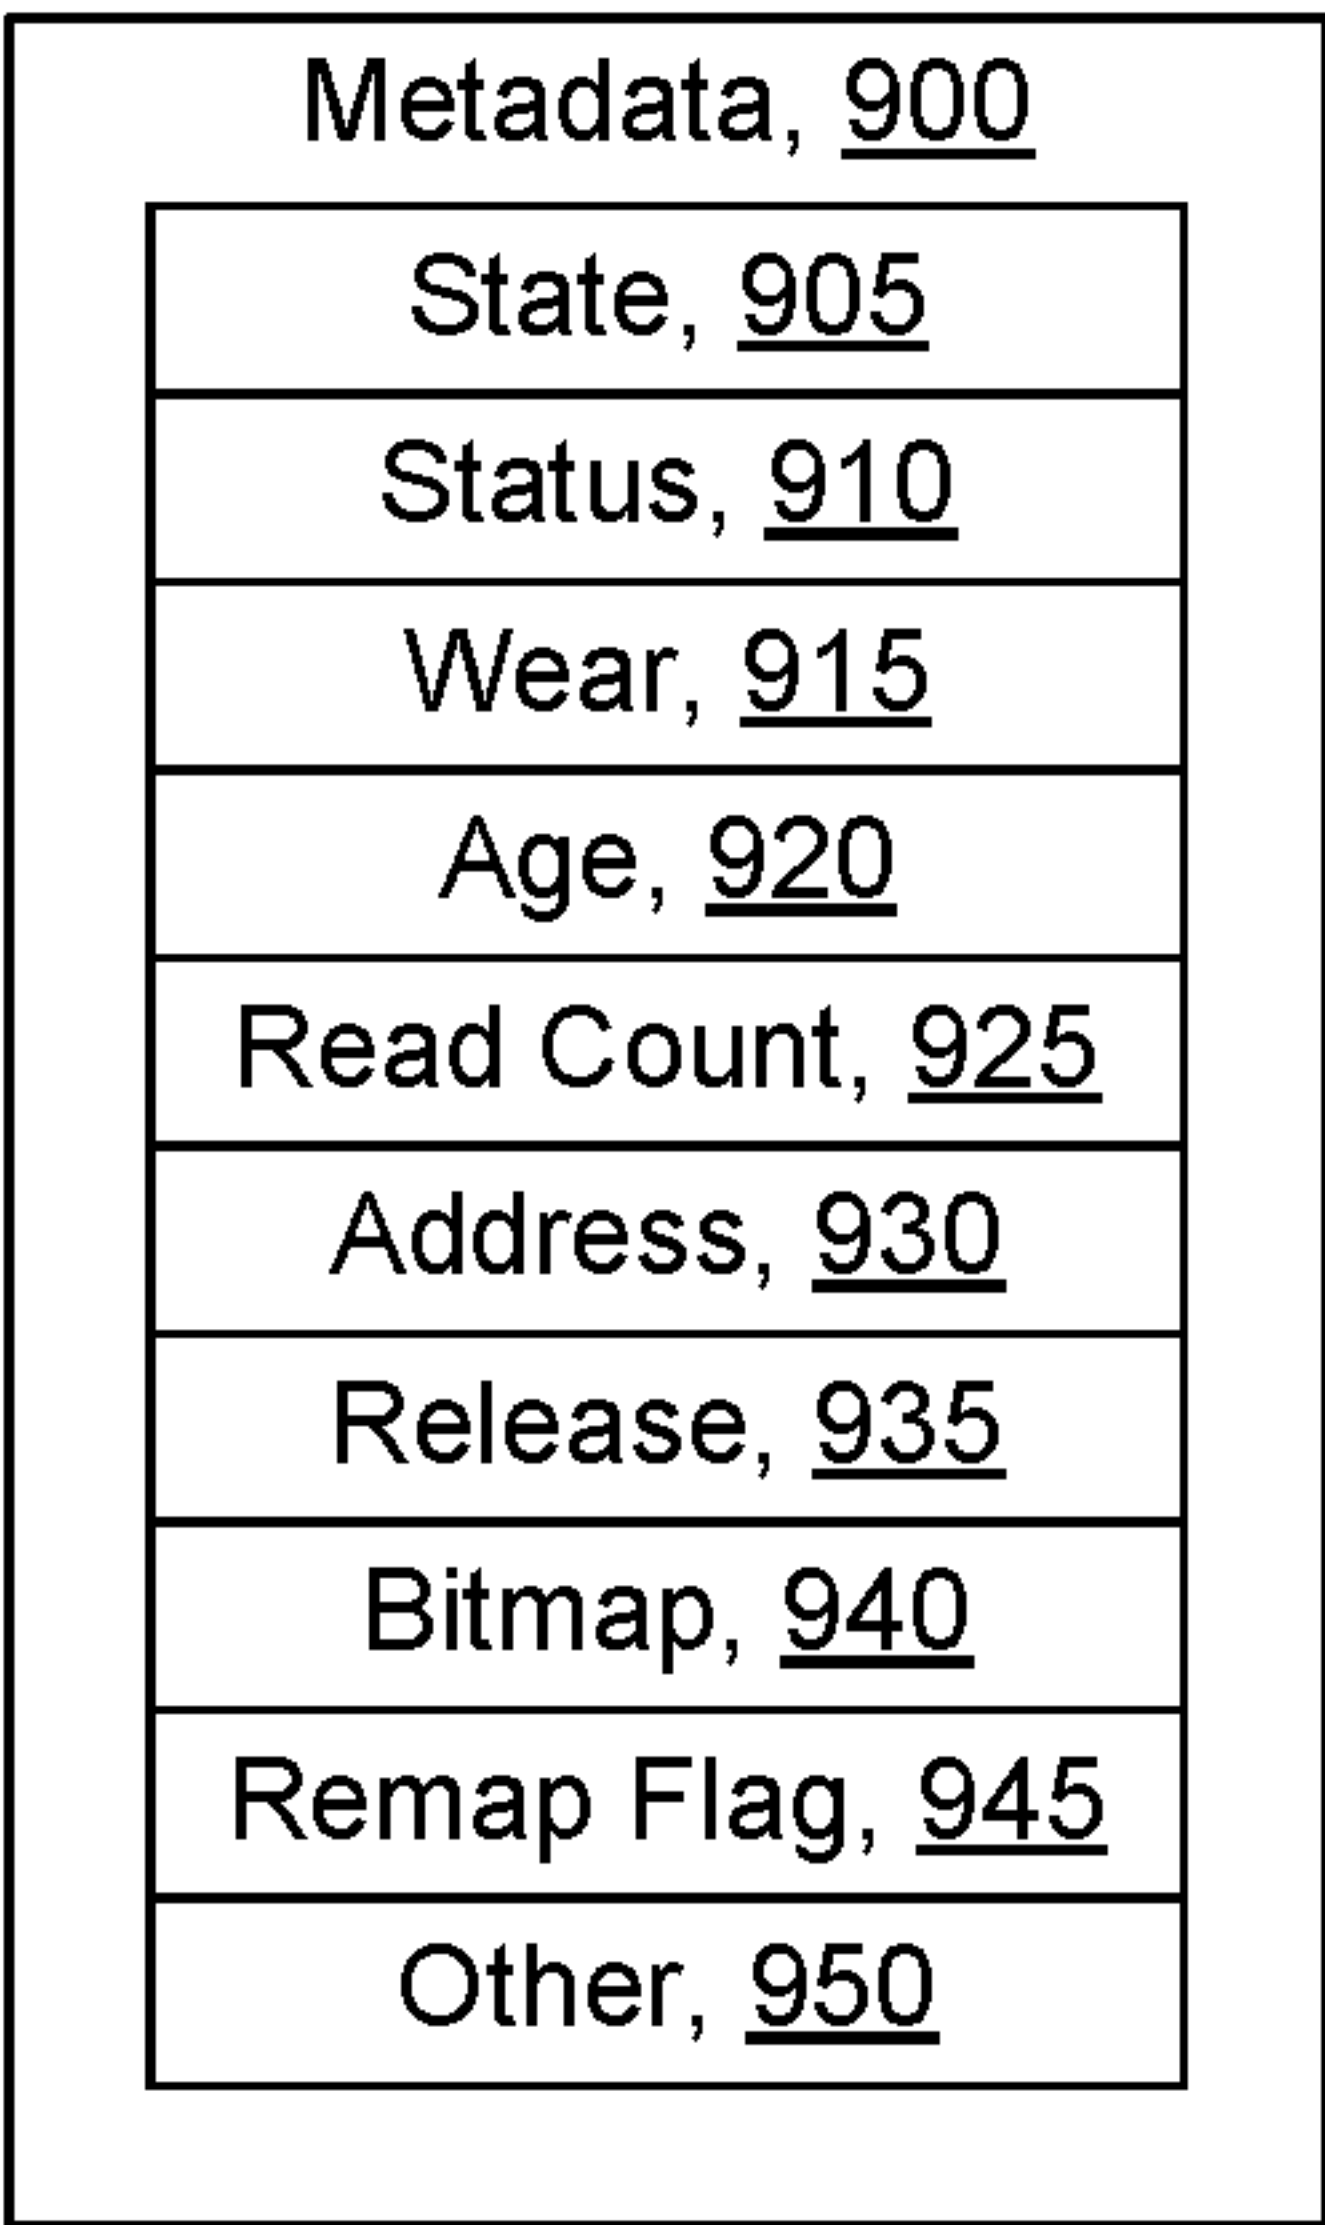 Metadata, 900
State, 905
Status, 910
Wear, 915
Age, 920
Read Count, 925
Address, 930
Release, 935
Bitmap, 940
Remap Flag, 945
Other, 950